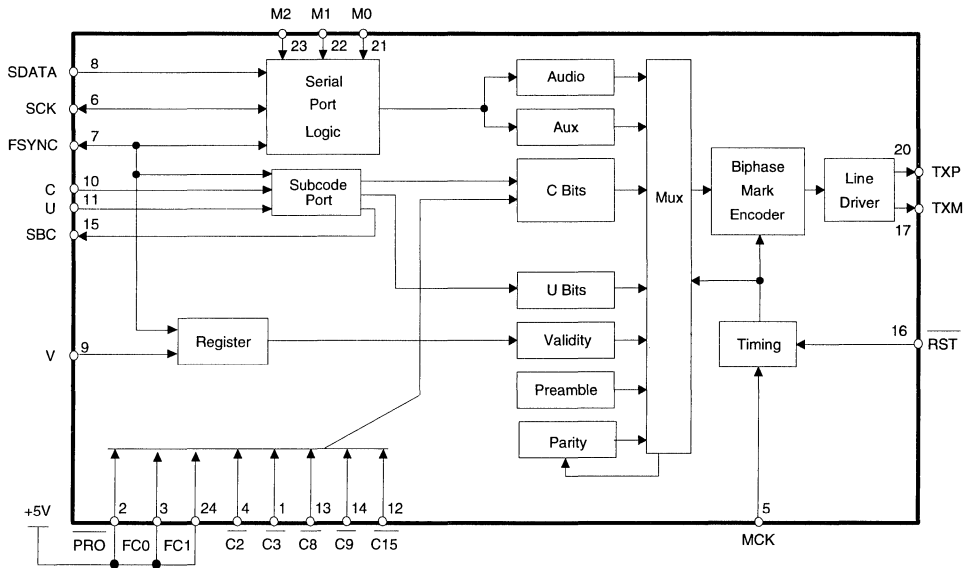 M2 M1 M0
23 22 21
SDATA 8
SCK 6
FSYNC 7
C 10
U 11
SBC 15
V 9
Serial
Port
Logic
Subcode
Port
Register
Audio
Aux
C Bits
U Bits
Validity
Preamble
Parity
Mux
Biphase
Mark
Encoder
Line
Driver
20 TXP
TXM
17
Timing
16 RST
+5V
2 3 24 4 1 13 14 12
PRO FC0 FC1 C2 C3 C8 C9 C15
5
MCK